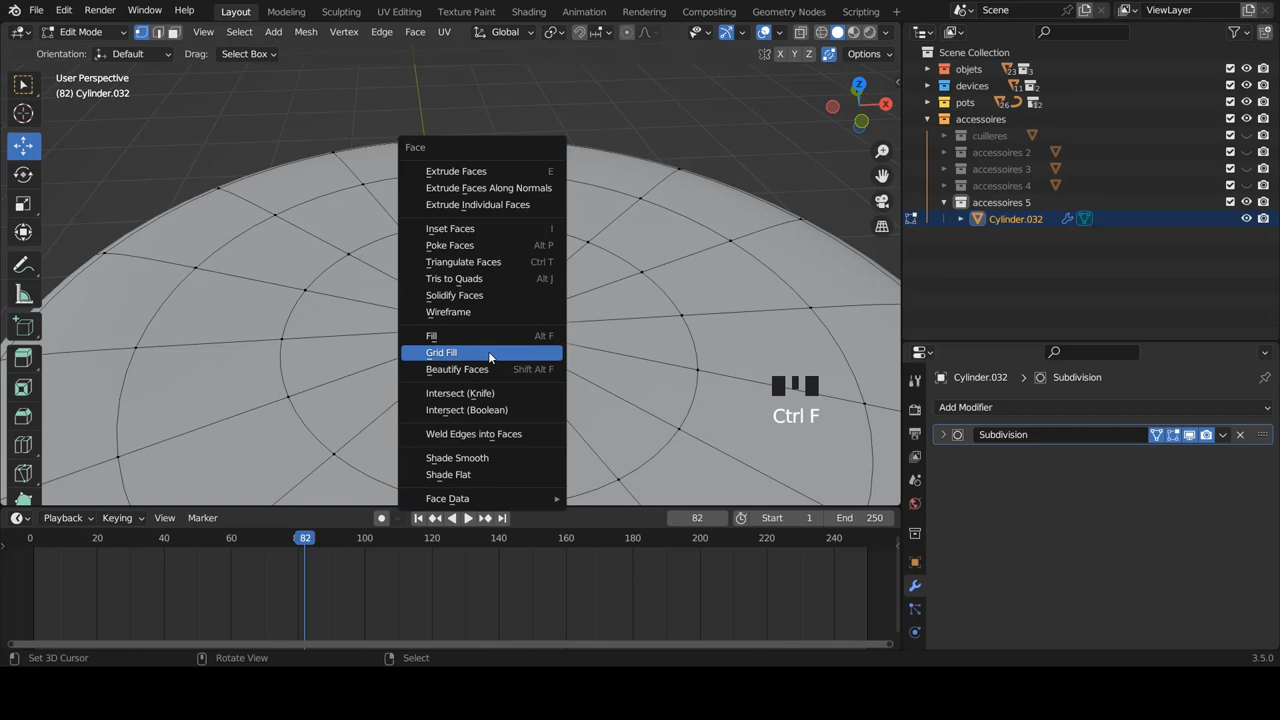 File Edit Render Window Help Layout Modeling Sculpting UV Editing Texture Paint Shading Animation Rendering Compositing Geometry Nodes Scripting Scene ViewLayer
Edit Mode View Select Add Mesh Vertex Edge Face UV Global
Orientation: Default Drag: Select Box X Y Z Options
User Perspective
(82) Cylinder.032
Z
X
Face
Extrude Faces E
Extrude Faces Along Normals
Extrude Individual Faces
Inset Faces I
Poke Faces Alt P
Triangulate Faces Ctrl T
Tris to Quads Alt J
Solidify Faces
Wireframe
Fill Alt F
Grid Fill
Beautify Faces Shift Alt F
Intersect (Knife)
Intersect (Boolean)
Weld Edges into Faces
Shade Smooth
Shade Flat
Face Data
Ctrl F
Scene Collection
objets 23 3
devices 11 2
pots 26 12
accessoires
cuilleres
accessoires 2
accessoires 3
accessoires 4
accessoires 5
Cylinder.032
Cylinder.032 Subdivision
Add Modifier
Subdivision
Playback Keying View Marker 82 Start 1 End 250
0 20 40 60 82 100 120 140 160 180 200 220 240
Set 3D Cursor Rotate View Select 3.5.0